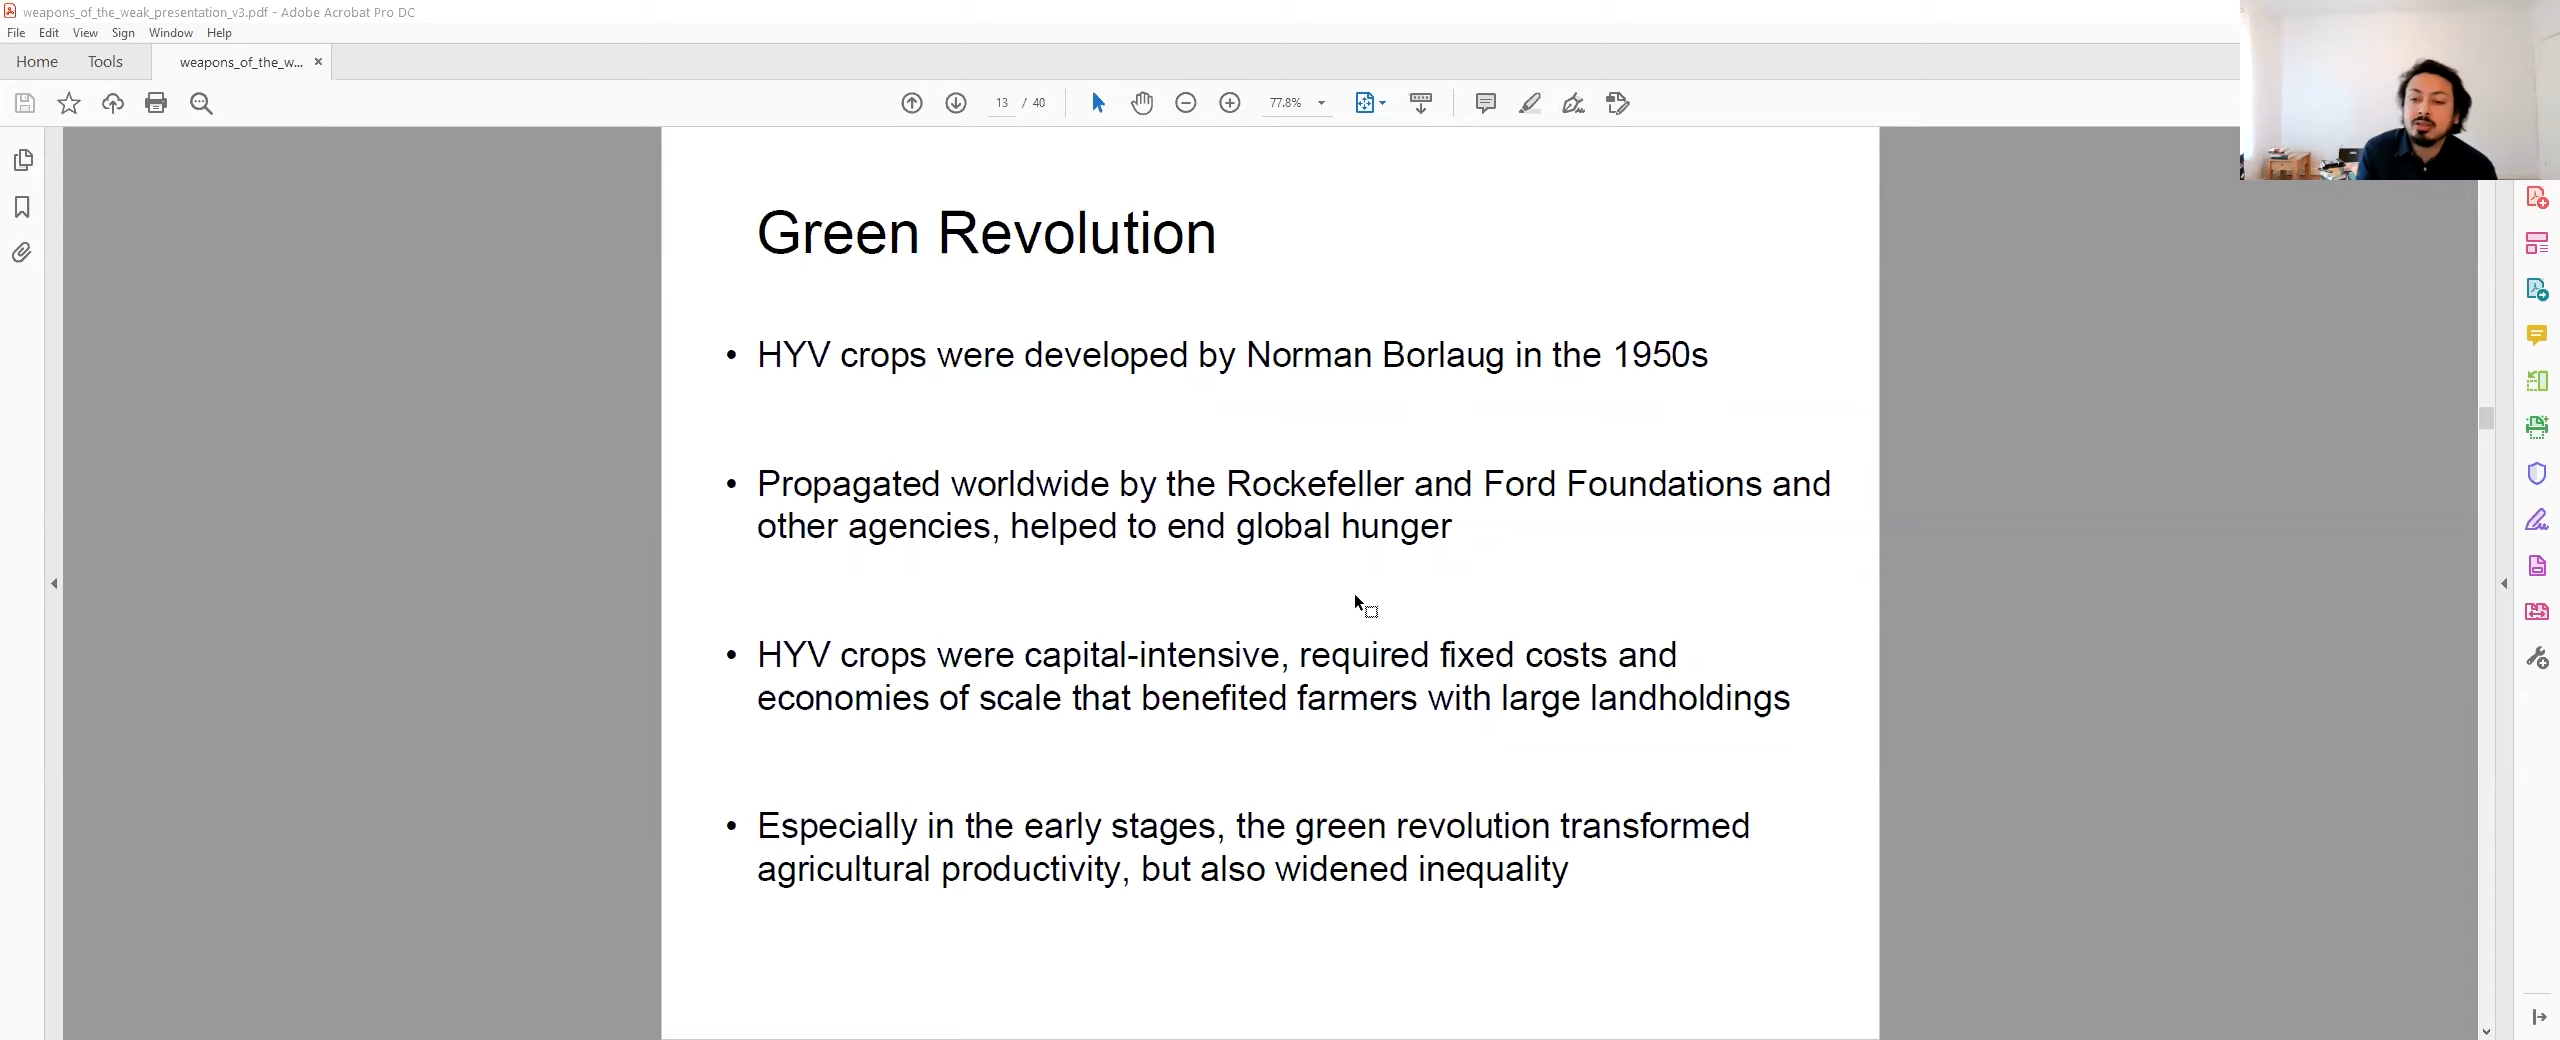 weapons_of_the_weak_presentation_v3.pdf - Adobe Acrobat Pro DC
File Edit View Sign Window Help
Home Tools weapons_of_the_w... ×
13 / 40 77.8%
Green Revolution
• HYV crops were developed by Norman Borlaug in the 1950s
• Propagated worldwide by the Rockefeller and Ford Foundations and
other agencies, helped to end global hunger
• HYV crops were capital-intensive, required fixed costs and
economies of scale that benefited farmers with large landholdings
• Especially in the early stages, the green revolution transformed
agricultural productivity, but also widened inequality